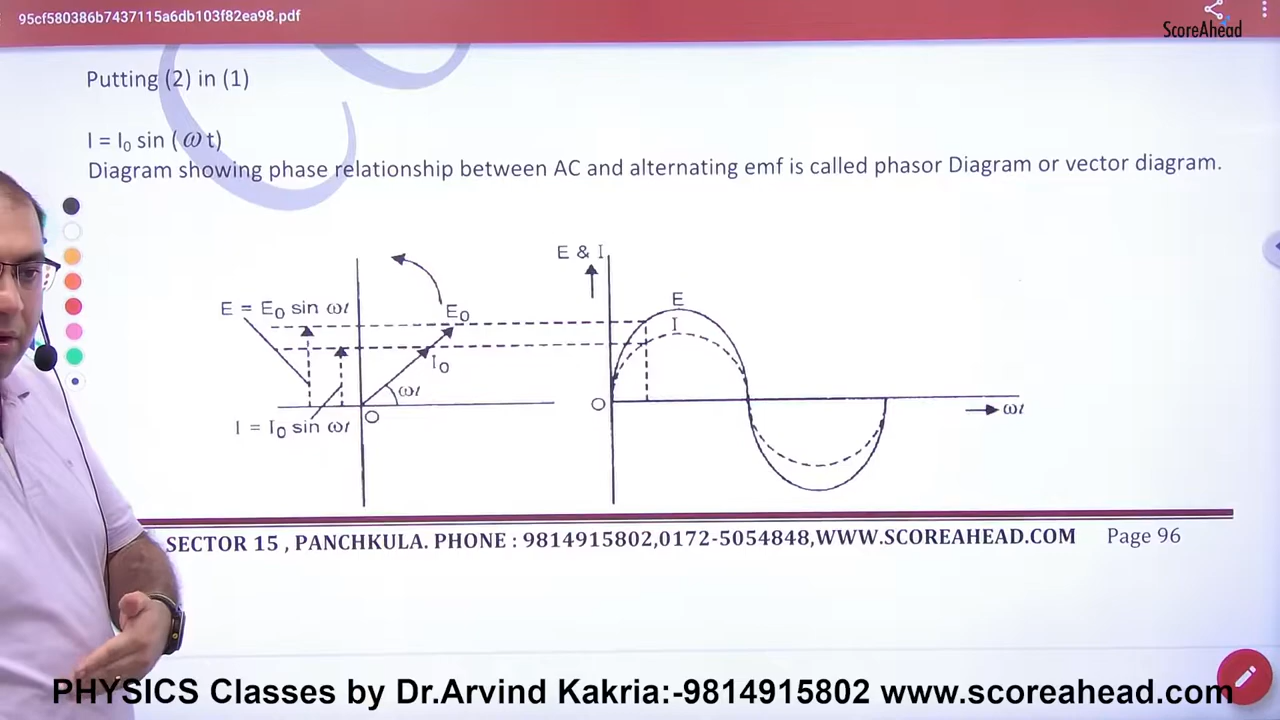 95cf580386b7437115a6db103f82ea98.pdf
ScoreAhead
Putting (2) in (1)
I = I₀ sin (ω t)
Diagram showing phase relationship between AC and alternating emf is called phasor Diagram or vector diagram.
E & I
E = E₀ sin ωt
E₀
E
I
I₀
ωt
O
O
ωt
I = I₀ sin ωt
SECTOR 15 , PANCHKULA. PHONE : 9814915802,0172-5054848,WWW.SCOREAHEAD.COM Page 96
PHYSICS Classes by Dr.Arvind Kakria:-9814915802 www.scoreahead.com